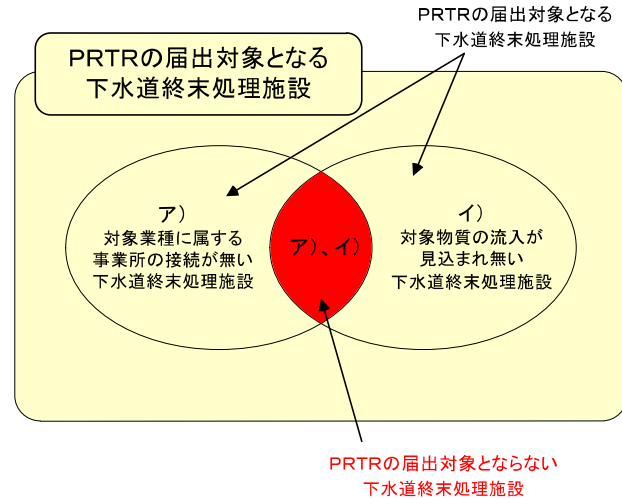 PRTRの届出対象となる
下水道終末処理施設
PRTRの届出対象となる
下水道終末処理施設
ア)
対象業種に属する
事業所の接続が無い
下水道終末処理施設
ア)、イ)
イ)
対象物質の流入が
見込まれ無い
下水道終末処理施設
PRTRの届出対象とならない
下水道終末処理施設